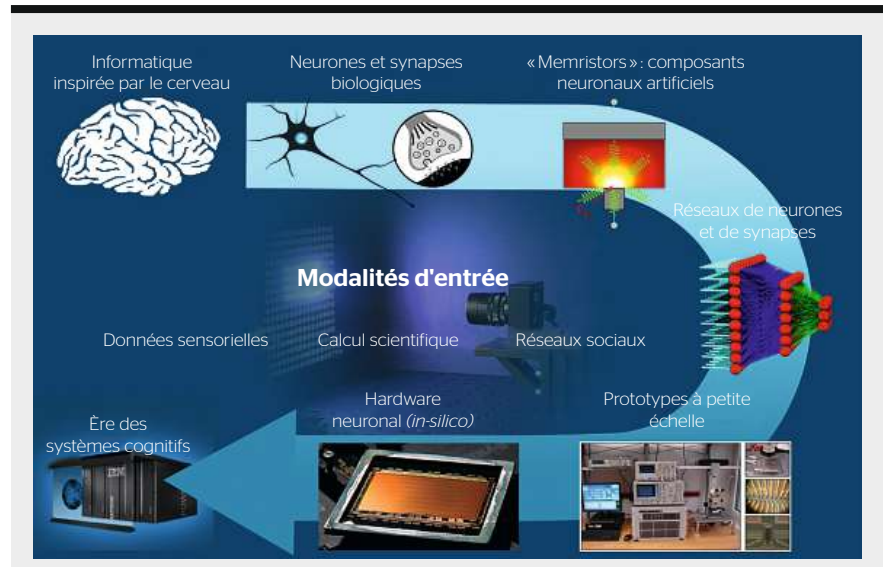 Informatique
inspirée par le cerveau
Neurones et synapses
biologiques
« Memristors » : composants
neuronaux artificiels
Réseaux de neurones
et de synapses
Modalités d'entrée
Données sensorielles
Calcul scientifique
Réseaux sociaux
Prototypes à petite
échelle
Hardware
neuronal (in-silico)
Ère des
systèmes cognitifs
IBM